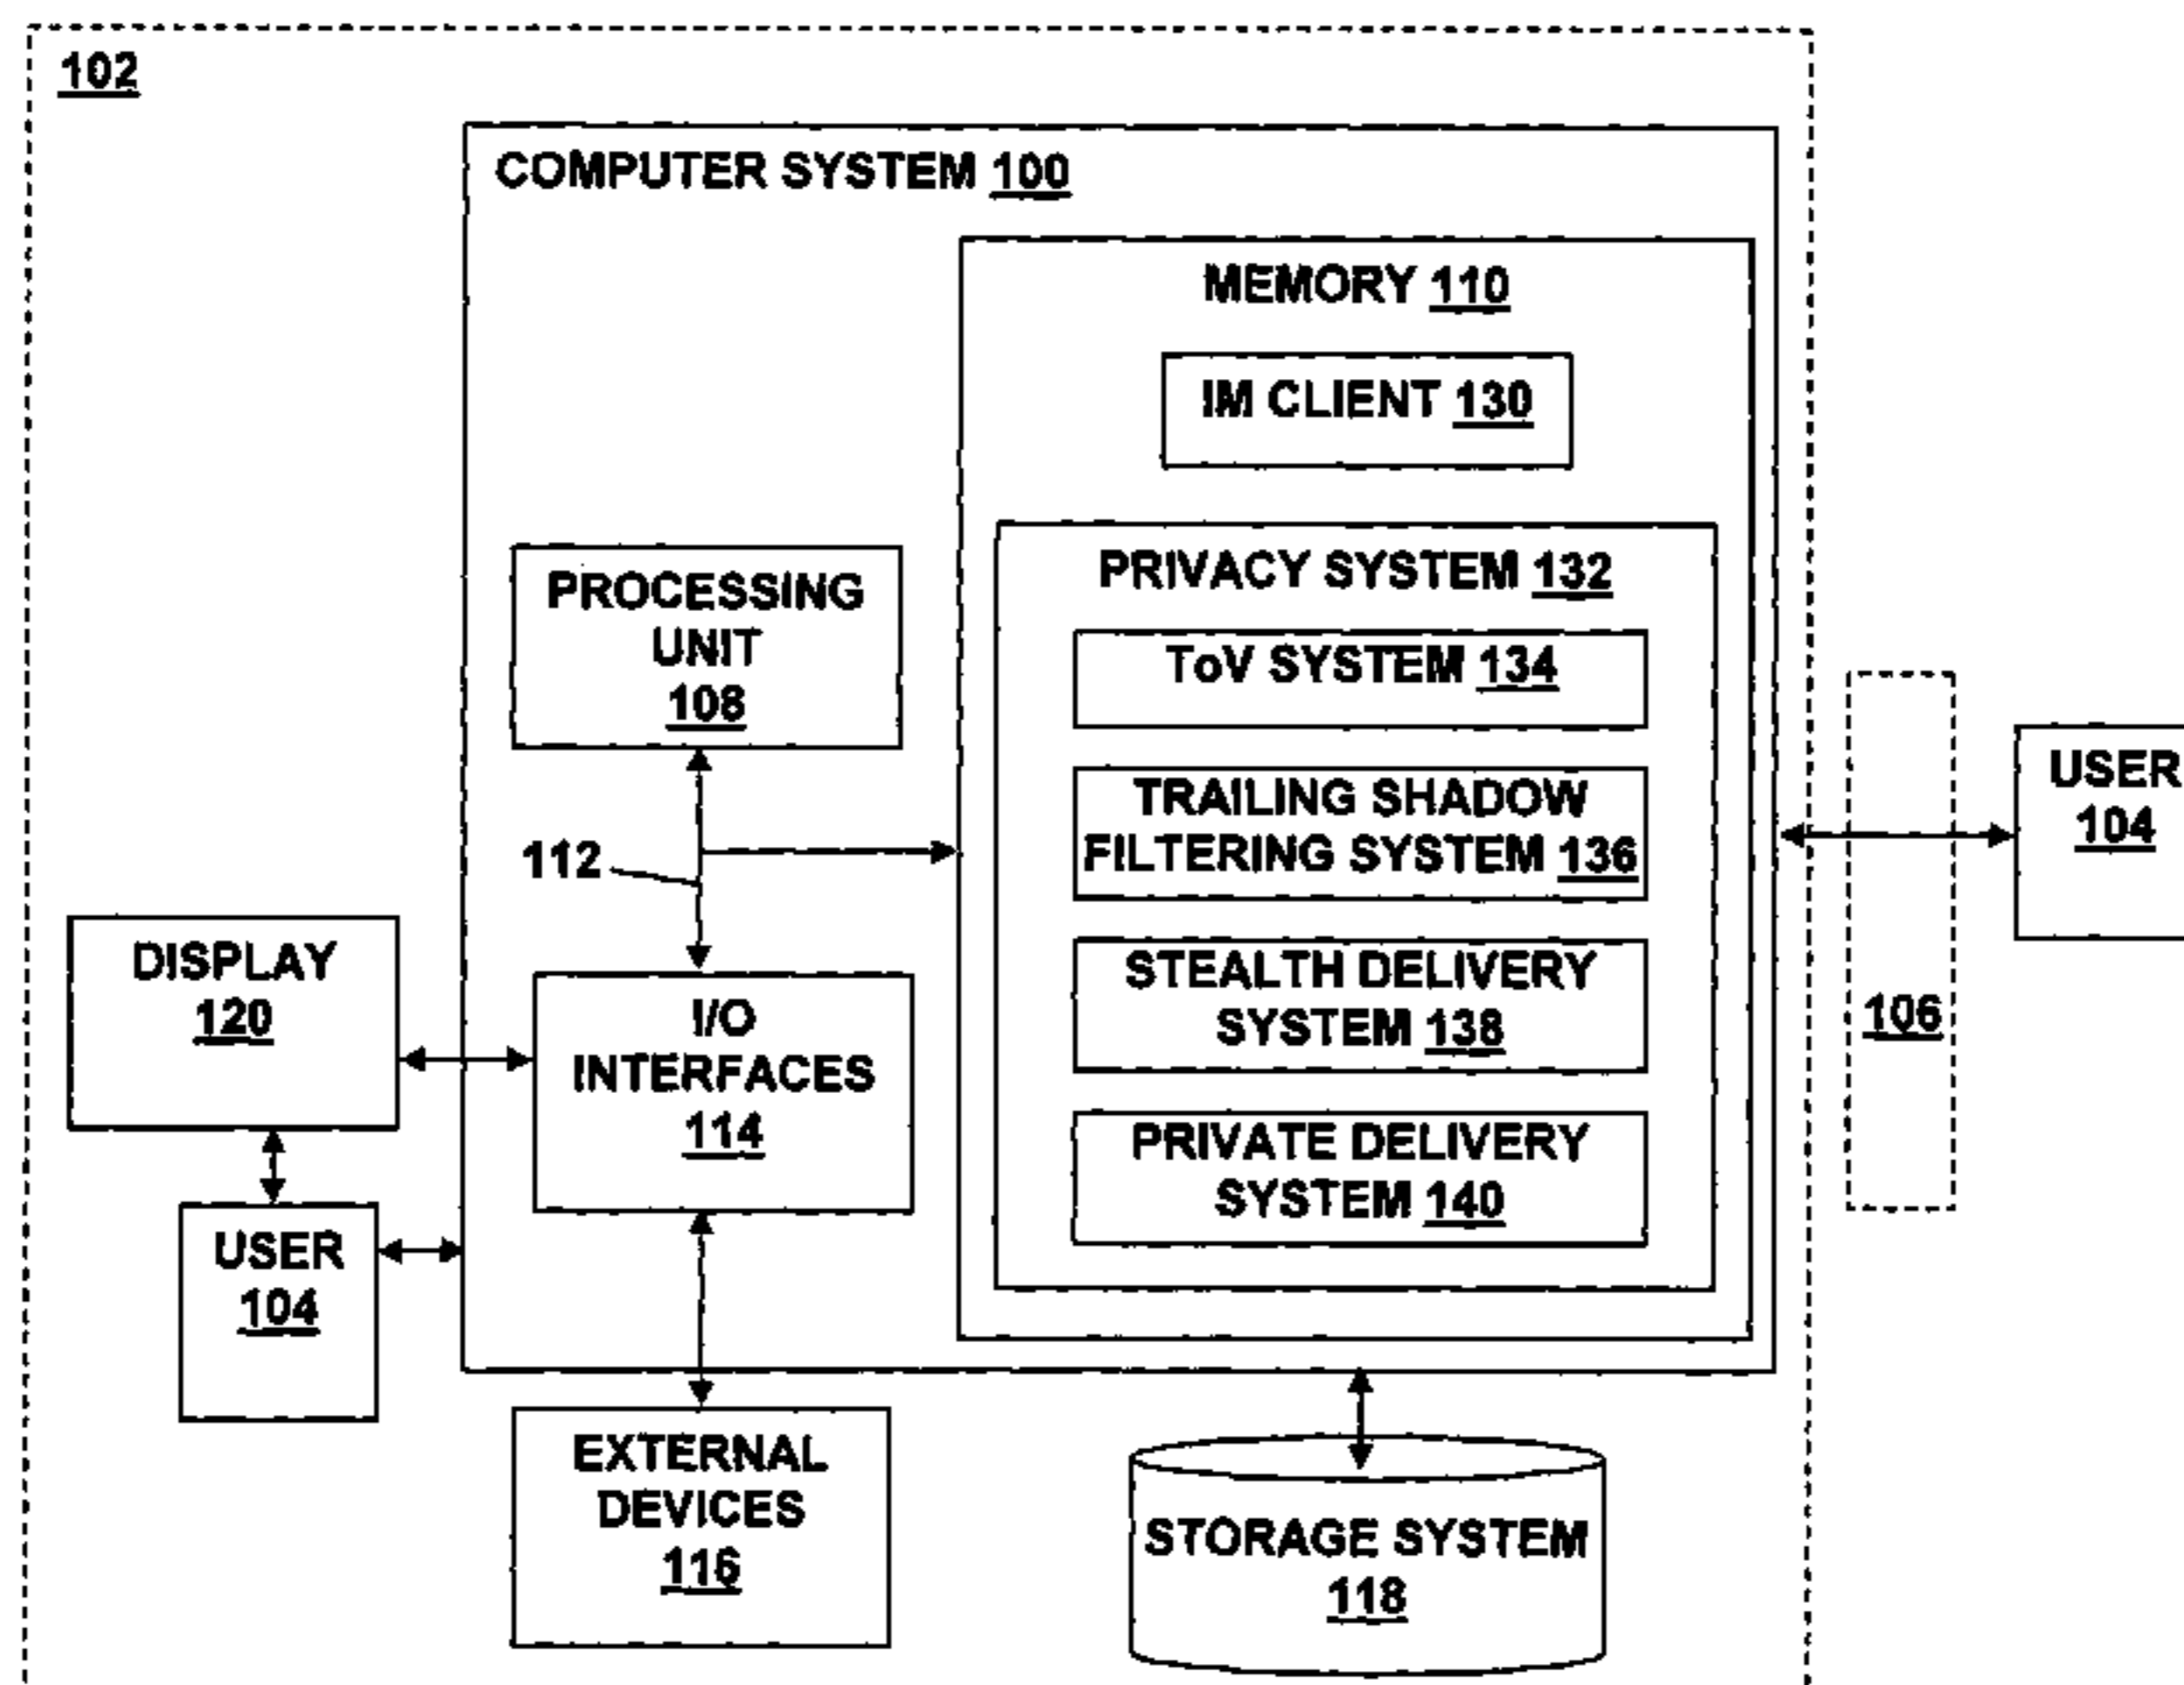 102
COMPUTER SYSTEM 100
MEMORY 110
IM CLIENT 130
PRIVACY SYSTEM 132
ToV SYSTEM 134
TRAILING SHADOW
FILTERING SYSTEM 136
STEALTH DELIVERY
SYSTEM 138
PRIVATE DELIVERY
SYSTEM 140
PROCESSING
UNIT
108
112
I/O
INTERFACES
114
DISPLAY
120
USER
104
EXTERNAL
DEVICES
116
STORAGE SYSTEM
118
106
USER
104